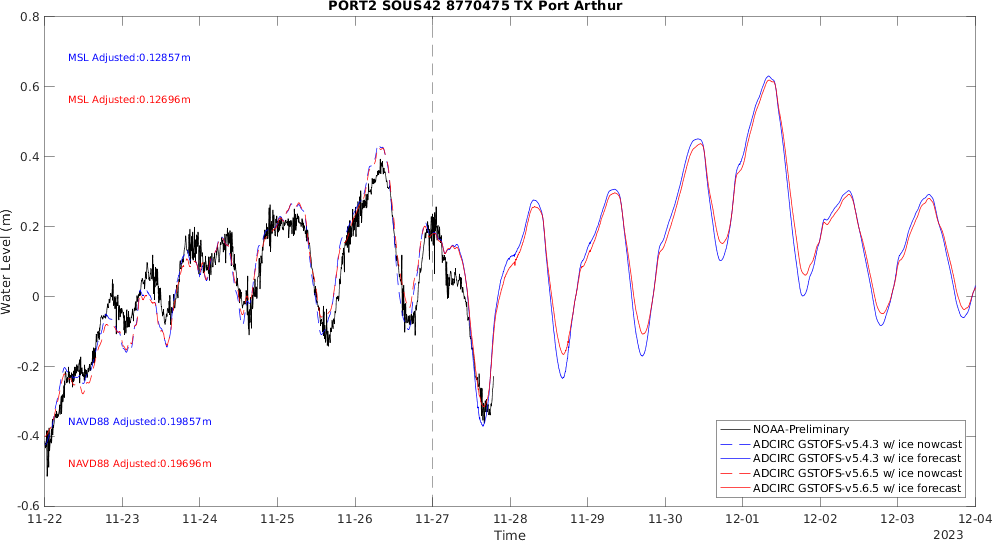 PORT2 SOUS42 8770475 TX Port Arthur
0.8
0.6
0.4
0.2
0
-0.2
-0.4
-0.6
Water Level (m)
MSL Adjusted:0.12857m
MSL Adjusted:0.12696m
NAVD88 Adjusted:0.19857m
NAVD88 Adjusted:0.19696m
NOAA-Preliminary
ADCIRC GSTOFS-v5.4.3 w/ ice nowcast
ADCIRC GSTOFS-v5.4.3 w/ ice forecast
ADCIRC GSTOFS-v5.6.5 w/ ice nowcast
ADCIRC GSTOFS-v5.6.5 w/ ice forecast
11-22 11-23 11-24 11-25 11-26 11-27 11-28 11-29 11-30 12-01 12-02 12-03 12-04
Time
2023